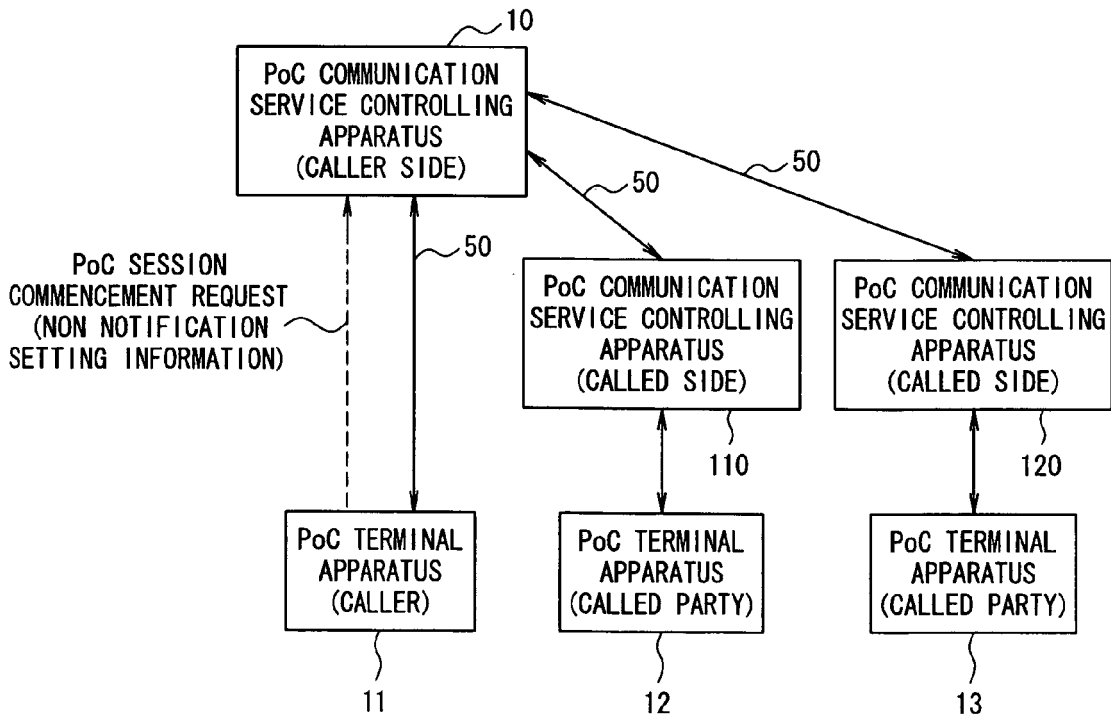 10
PoC COMMUNICATION
SERVICE CONTROLLING
APPARATUS
(CALLER SIDE)
50
50
50
PoC SESSION
COMMENCEMENT REQUEST
(NON NOTIFICATION
SETTING INFORMATION)
PoC COMMUNICATION
SERVICE CONTROLLING
APPARATUS
(CALLED SIDE)
110
PoC COMMUNICATION
SERVICE CONTROLLING
APPARATUS
(CALLED SIDE)
120
PoC TERMINAL
APPARATUS
(CALLER)
11
PoC TERMINAL
APPARATUS
(CALLED PARTY)
12
PoC TERMINAL
APPARATUS
(CALLED PARTY)
13